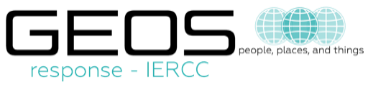 GEOS
people, places, and things
response - IERCC